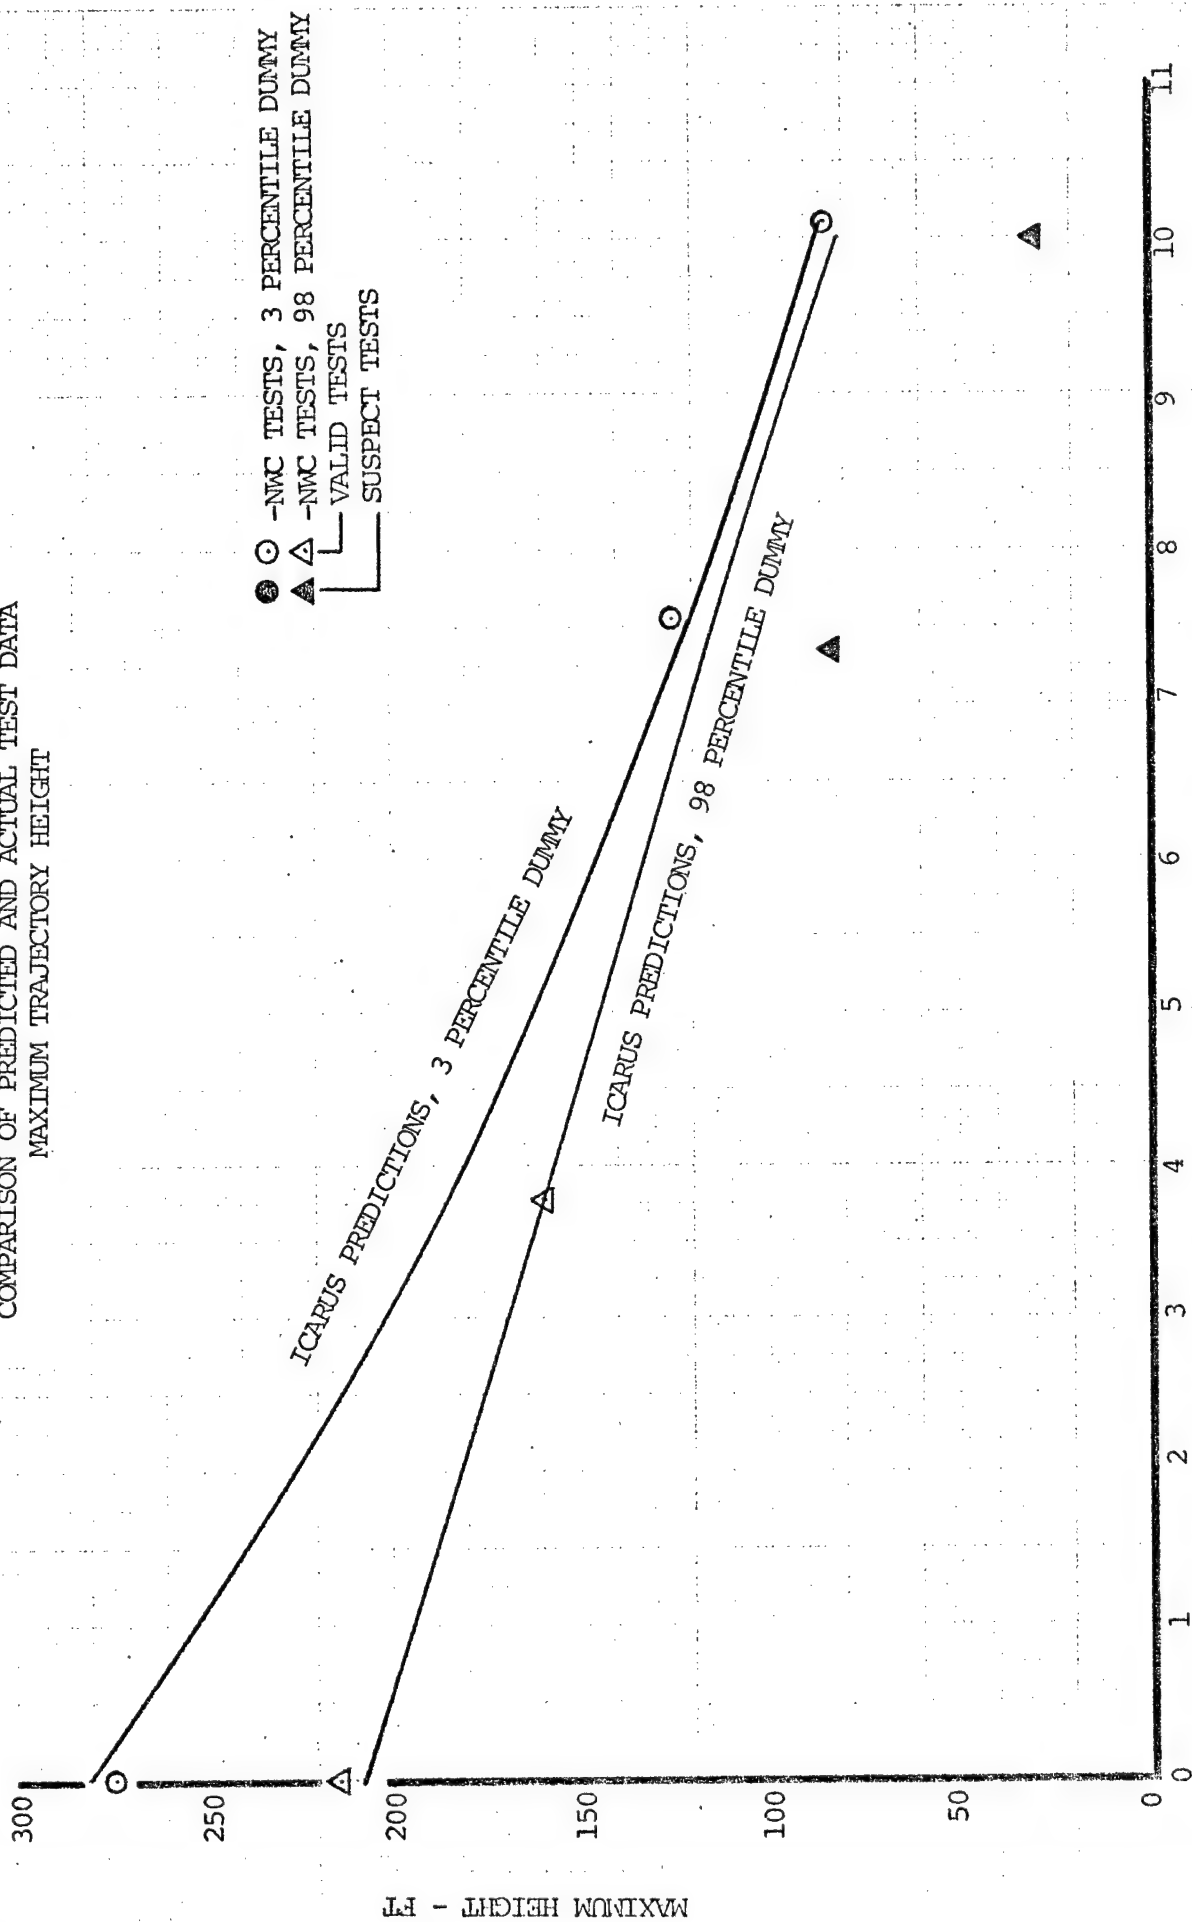 COMPARISON OF PREDICTED AND ACTUAL TEST DATA
MAXIMUM TRAJECTORY HEIGHT
-NWC TESTS, 3 PERCENTILE DUMMY
-NWC TESTS, 98 PERCENTILE DUMMY
VALID TESTS
SUSPECT TESTS
ICARUS PREDICTIONS, 3 PERCENTILE DUMMY
ICARUS PREDICTIONS, 98 PERCENTILE DUMMY
MAXIMUM HEIGHT - FT
300
250
200
150
100
50
0
0 1 2 3 4 5 6 7 8 9 10 11